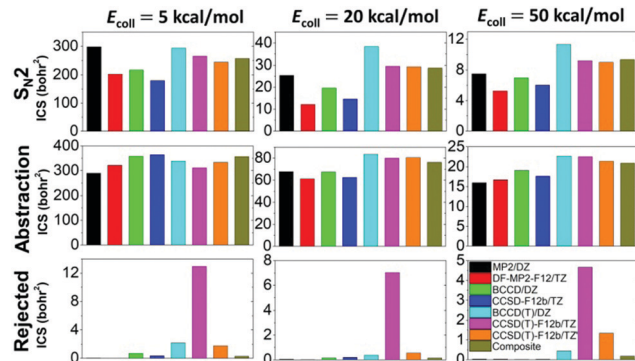 E_coll = 5 kcal/mol E_coll = 20 kcal/mol E_coll = 50 kcal/mol
S_N2
ICS (bohr²)
300
200
100
0
40
30
20
10
0
12
8
4
0
Abstraction
ICS (bohr²)
400
300
200
100
0
80
60
40
20
0
25
20
15
10
5
0
Rejected
ICS (bohr²)
12
8
4
0
8
6
4
2
0
5
4
3
2
1
0
MP2/DZ
DF-MP2-F12/TZ
BCCD/DZ
CCSD-F12b/TZ
BCCD(T)/DZ
CCSD(T)-F12b/TZ
CCSD(T)-F12b/TZ
Composite